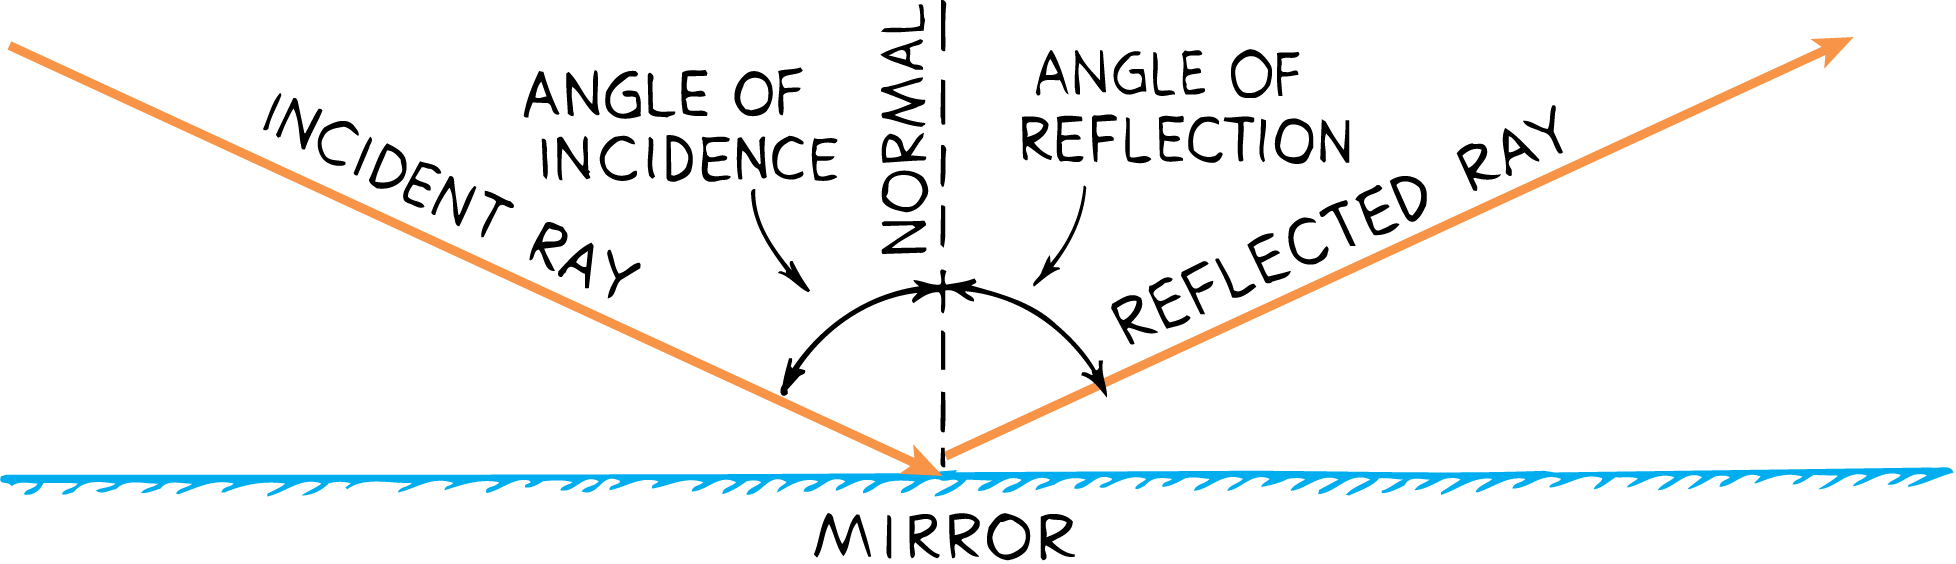 INCIDENT RAY
ANGLE OF
INCIDENCE
NORMAL
ANGLE OF
REFLECTION
REFLECTED RAY
MIRROR